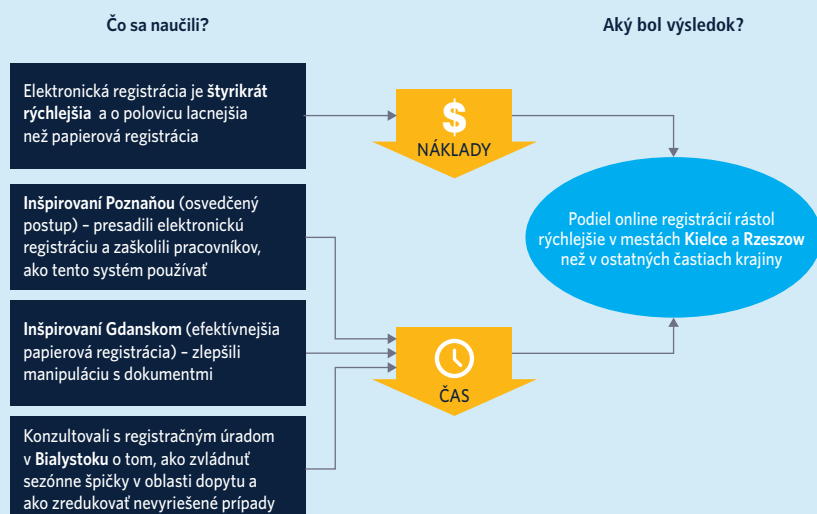 Čo sa naučili?
Aký bol výsledok?
Elektronická registrácia je štyrikrát
rýchlejšia a o polovicu lacnejšia
než papierová registrácia
$
NÁKLADY
Inšpirovaní Poznaňou (osvedčený
postup) – presadili elektronickú
registráciu a zaškolili pracovníkov,
ako tento systém používať
Podiel online registrácií rástol
rýchlejšie v mestách Kielce a Rzeszow
než v ostatných častiach krajiny
Inšpirovaní Gdanskom (efektívnejšia
papierová registrácia) – zlepšili
manipuláciu s dokumentmi
ČAS
Konzultovali s registračným úradom
v Bialystoku o tom, ako zvládnuť
sezónne špičky v oblasti dopytu a
ako zredukovať nevyriešené prípady